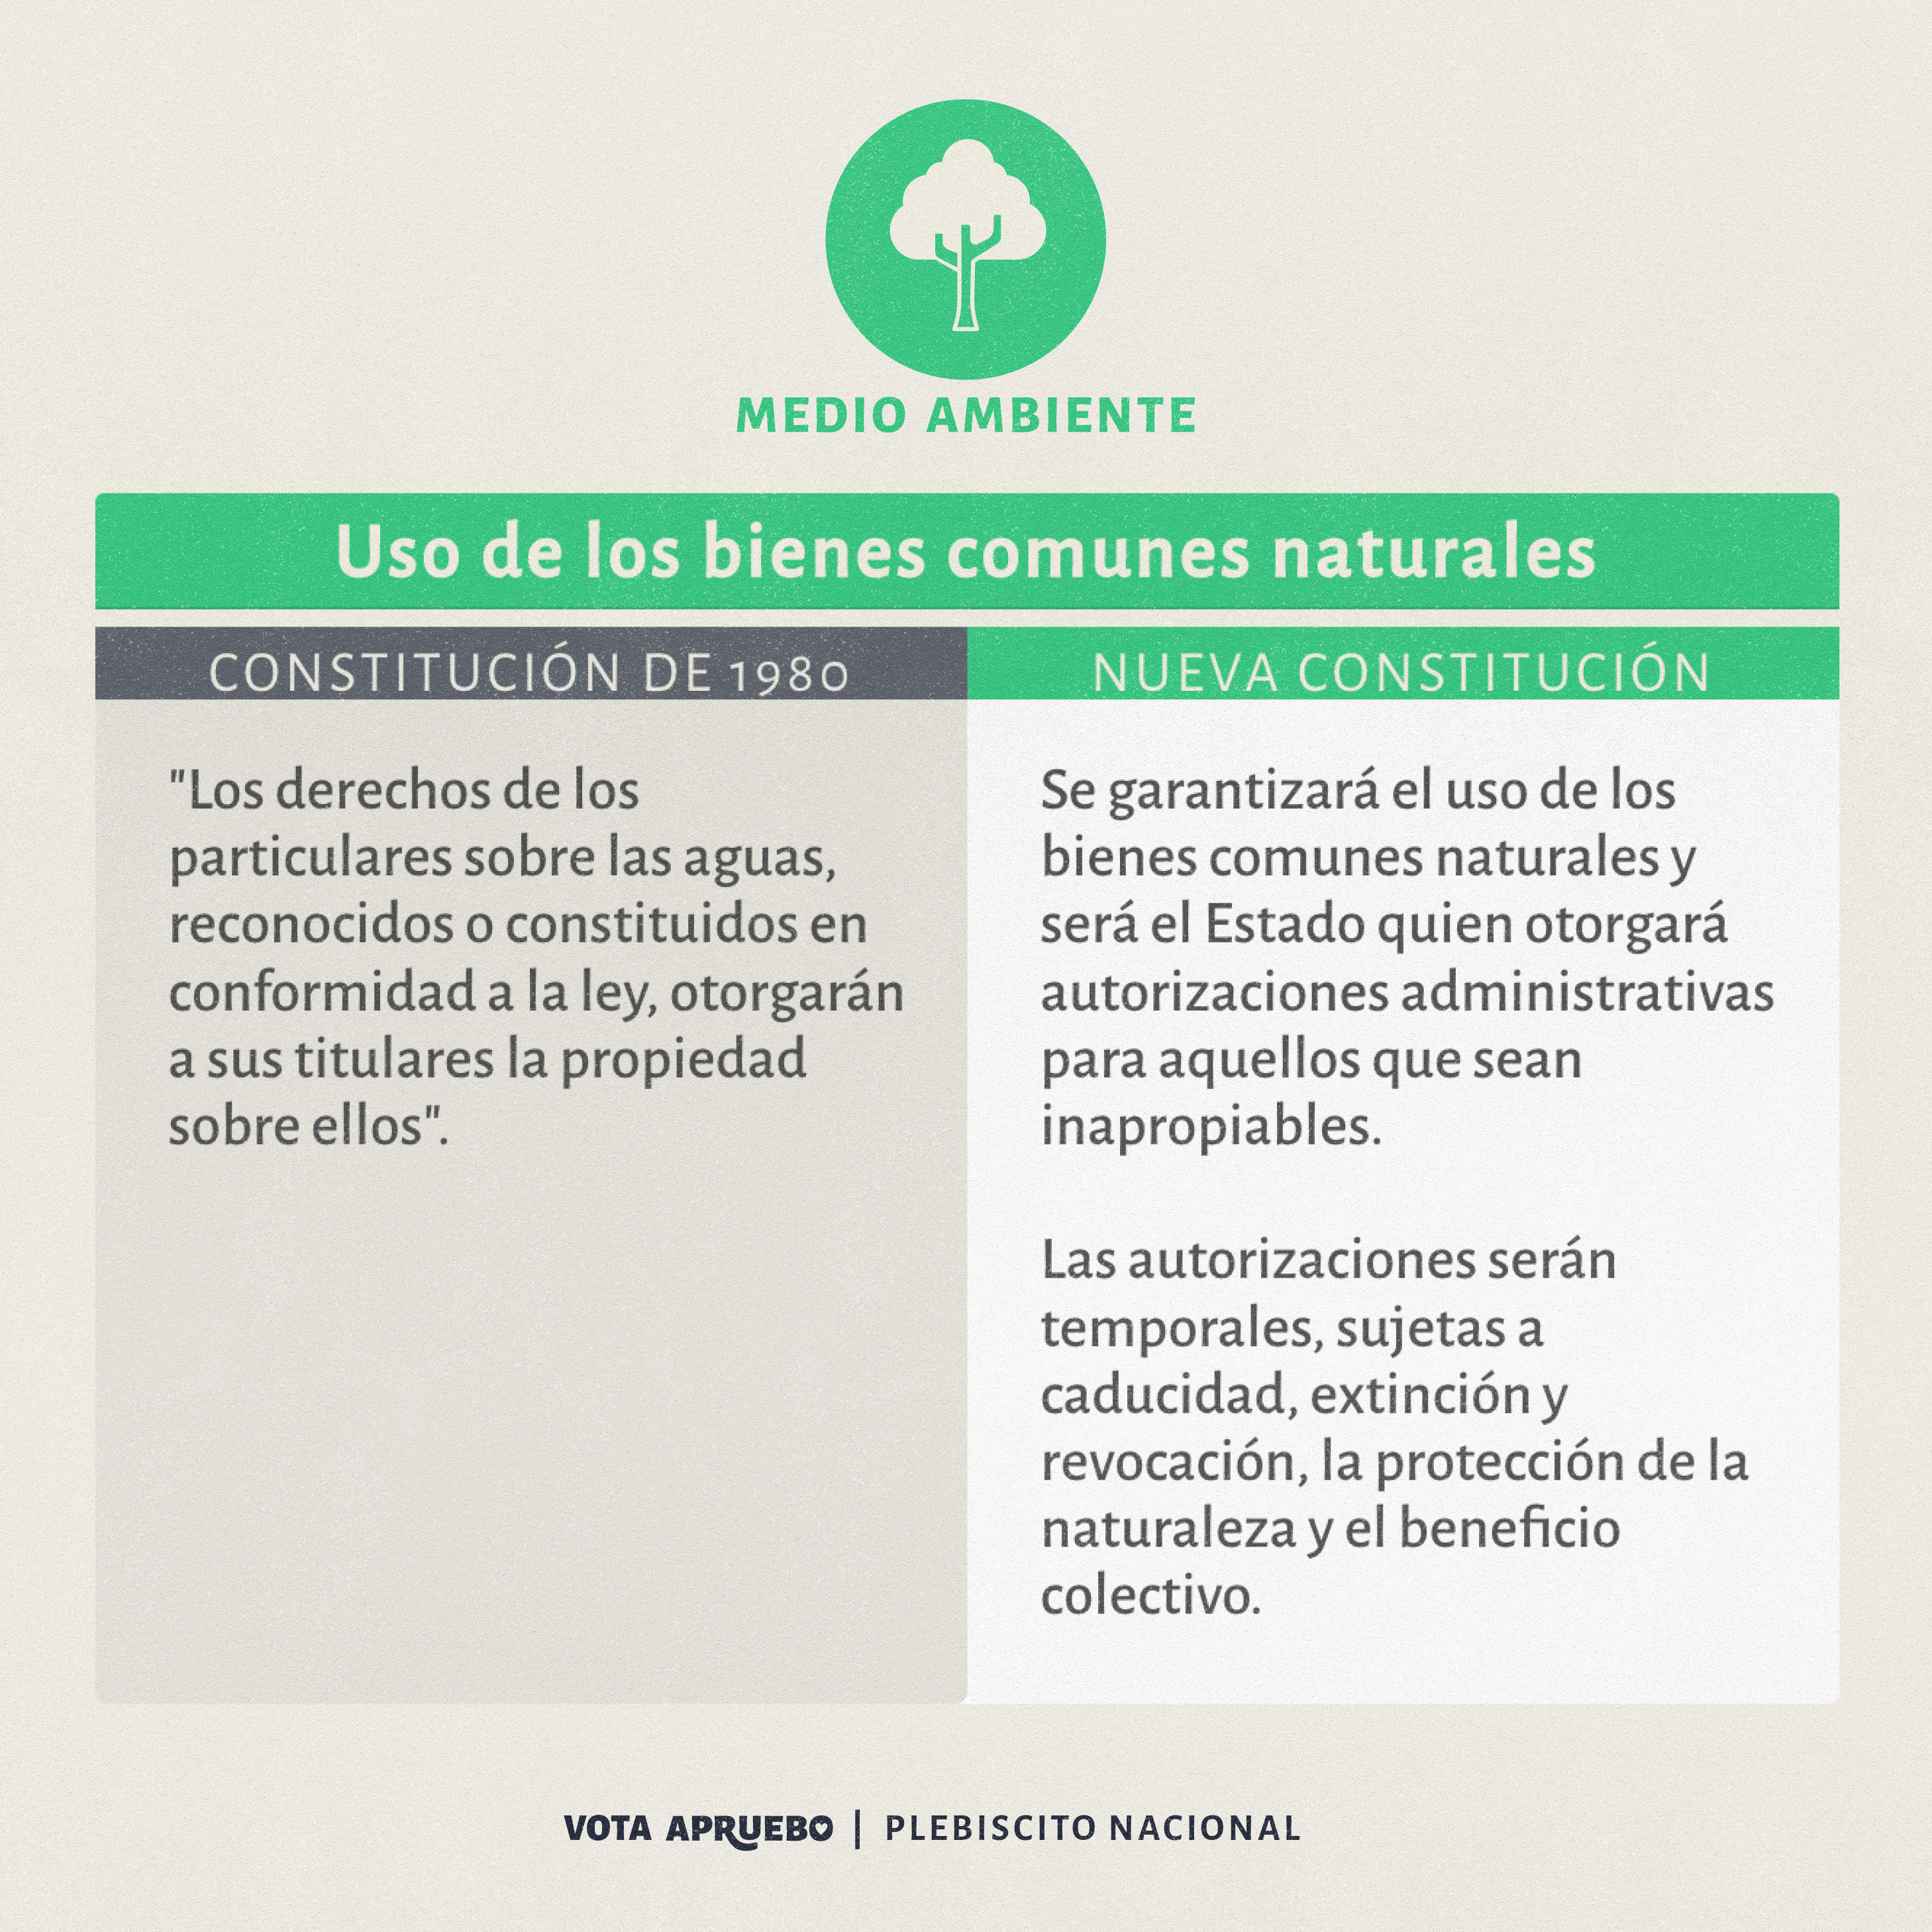 MEDIO AMBIENTE
Uso de los bienes comunes naturales
CONSTITUCIÓN DE 1980
"Los derechos de los
particulares sobre las aguas,
reconocidos o constituidos en
conformidad a la ley, otorgarán
a sus titulares la propiedad
sobre ellos".
NUEVA CONSTITUCIÓN
Se garantizará el uso de los
bienes comunes naturales y
será el Estado quien otorgará
autorizaciones administrativas
para aquellos que sean
inapropiables.
Las autorizaciones serán
temporales, sujetas a
caducidad, extinción y
revocación, la protección de la
naturaleza y el beneficio
colectivo.
VOTA APRUEBO | PLEBISCITO NACIONAL